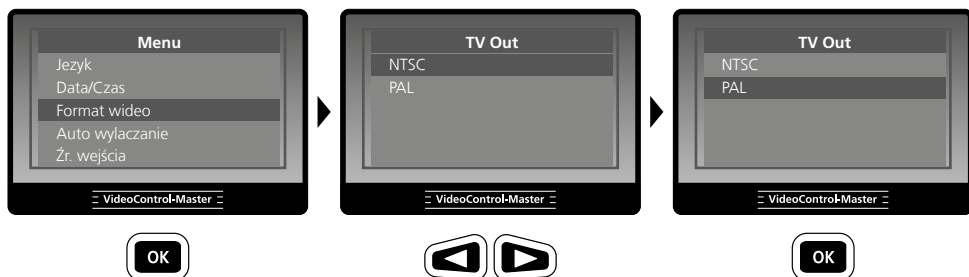 Menu
Jezyk
Data/Czas
Format wideo
Auto wylaczanie
Źr. wejścia
VideoControl-Master
OK
TV Out
NTSC
PAL
VideoControl-Master
TV Out
NTSC
PAL
VideoControl-Master
OK